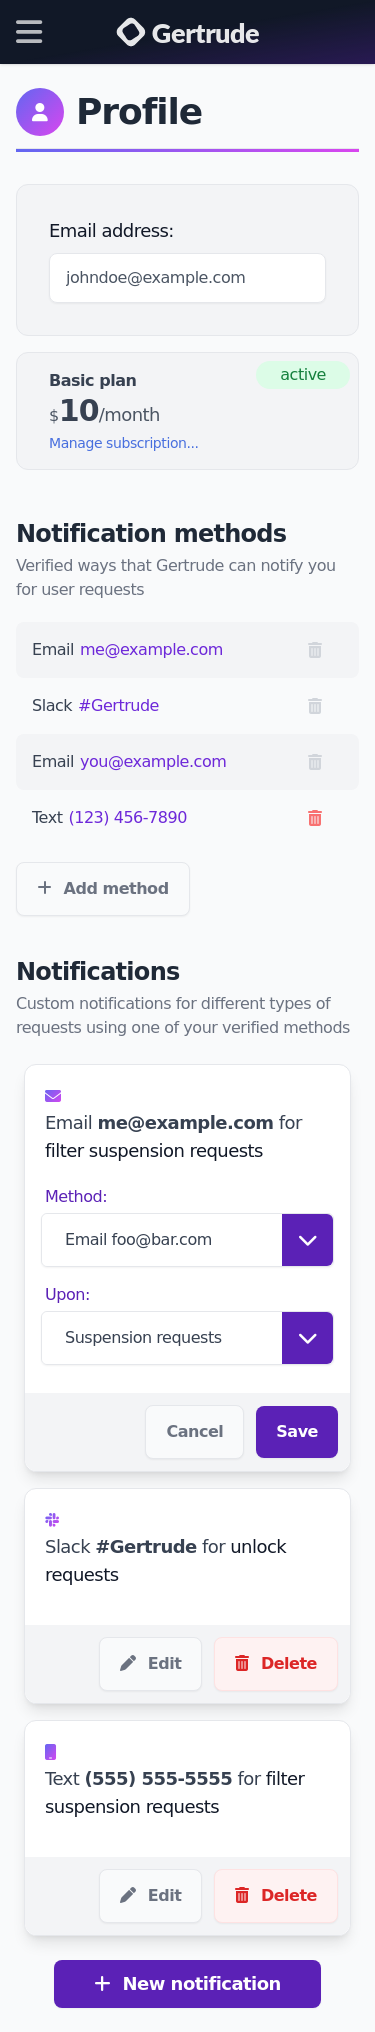 Gertrude
Profile
Email address:
johndoe@example.com
Basic plan
active
$10/month
Manage subscription...
Notification methods
Verified ways that Gertrude can notify you
for user requests
Email me@example.com
Slack #Gertrude
Email you@example.com
Text (123) 456-7890
Add method
Notifications
Custom notifications for different types of
requests using one of your verified methods
Email me@example.com for
filter suspension requests
Method:
Email foo@bar.com
Upon:
Suspension requests
Cancel
Save
Slack #Gertrude for unlock
requests
Edit
Delete
Text (555) 555-5555 for filter
suspension requests
Edit
Delete
New notification